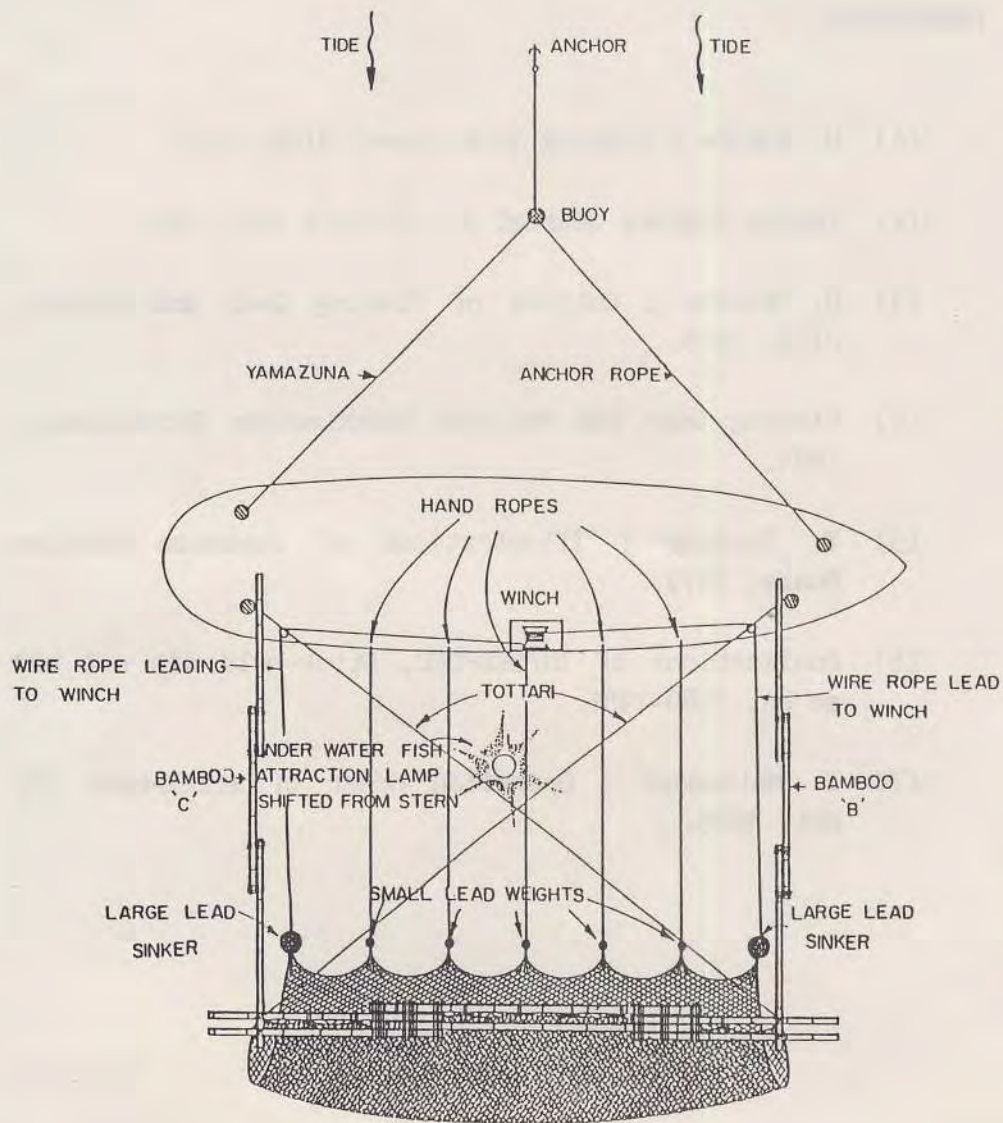 TIDE
ANCHOR
TIDE
BUOY
YAMAZUNA
ANCHOR ROPE
HAND ROPES
WINCH
WIRE ROPE LEADING
TO WINCH
TOTTARI
WIRE ROPE LEAD
TO WINCH
UNDER WATER FISH
ATTRACTION LAMP
SHIFTED FROM STERN
BAMBOO
'C'
BAMBOO
'B'
SMALL LEAD WEIGHTS
LARGE LEAD
SINKER
LARGE LEAD
SINKER